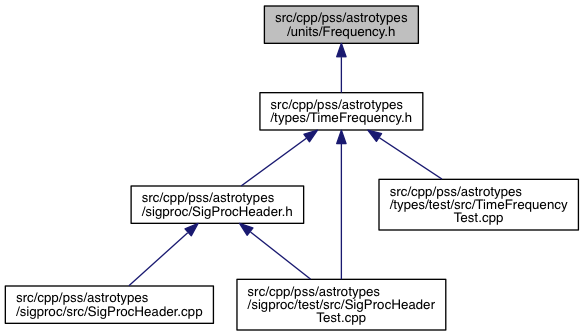 src/cpp/pss/astrotypes
/units/Frequency.h
src/cpp/pss/astrotypes
/types/TimeFrequency.h
src/cpp/pss/astrotypes
/sigproc/SigProcHeader.h
src/cpp/pss/astrotypes
/types/test/src/TimeFrequency
Test.cpp
src/cpp/pss/astrotypes
/sigproc/src/SigProcHeader.cpp
src/cpp/pss/astrotypes
/sigproc/test/src/SigProcHeader
Test.cpp